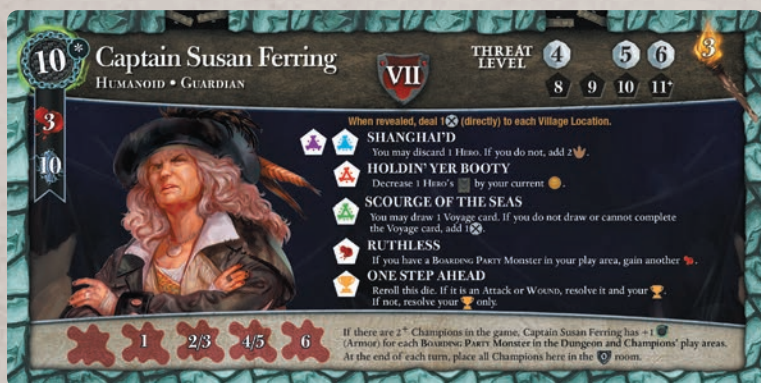 10*
Captain Susan Ferring
HUMANOID • GUARDIAN
VII
THREAT
LEVEL
4 5 6
8 9 10 11+
3
3
10
When revealed, deal 1 (directly) to each Village Location.
SHANGHAI'D
You may discard 1 HERO. If you do not, add 2.
HOLDIN' YER BOOTY
Decrease 1 HERO'S by your current.
SCOURGE OF THE SEAS
You may draw 1 Voyage card. If you do not draw or cannot complete
the Voyage card, add 1.
RUTHLESS
If you have a BOARDING PARTY Monster in your play area, gain another.
ONE STEP AHEAD
Reroll this die. If it is an Attack or WOUND, resolve it and your.
If not, resolve your only.
1 2/3 4/5 6
If there are 2+ Champions in the game, Captain Susan Ferring has +1
(Armor) for each BOARDING PARTY Monster in the Dungeon and Champions' play areas.
At the end of each turn, place all Champions here in the 0 room.